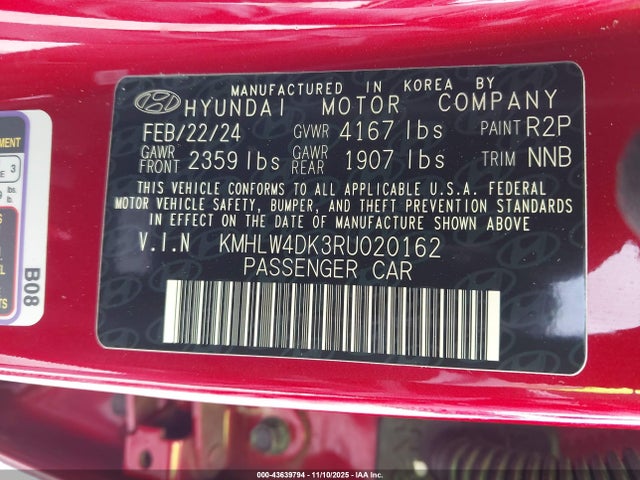 MANUFACTURED IN KOREA BY
HYUNDAI MOTOR COMPANY
FEB/22/24 GVWR 4167 lbs PAINT R2P
GAWR FRONT 2359 lbs GAWR REAR 1907 lbs TRIM NNB
THIS VEHICLE CONFORMS TO ALL APPLICABLE U.S.A. FEDERAL
MOTOR VEHICLE SAFETY, BUMPER, AND THEFT PREVENTION STANDARDS
IN EFFECT ON THE DATE OF MANUFACTURE SHOWN ABOVE.
V.I.N KMHLW4DK3RU020162
PASSENGER CAR
B08
3
lbs.
000-43639794 - 11/10/2025 - IAA Inc.